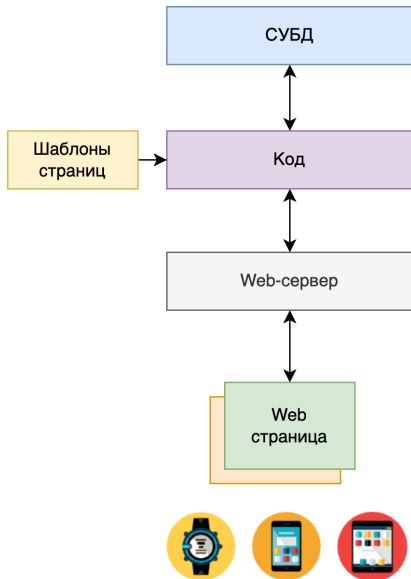 СУБД
Шаблоны
страниц
Код
Web-сервер
Web
страница